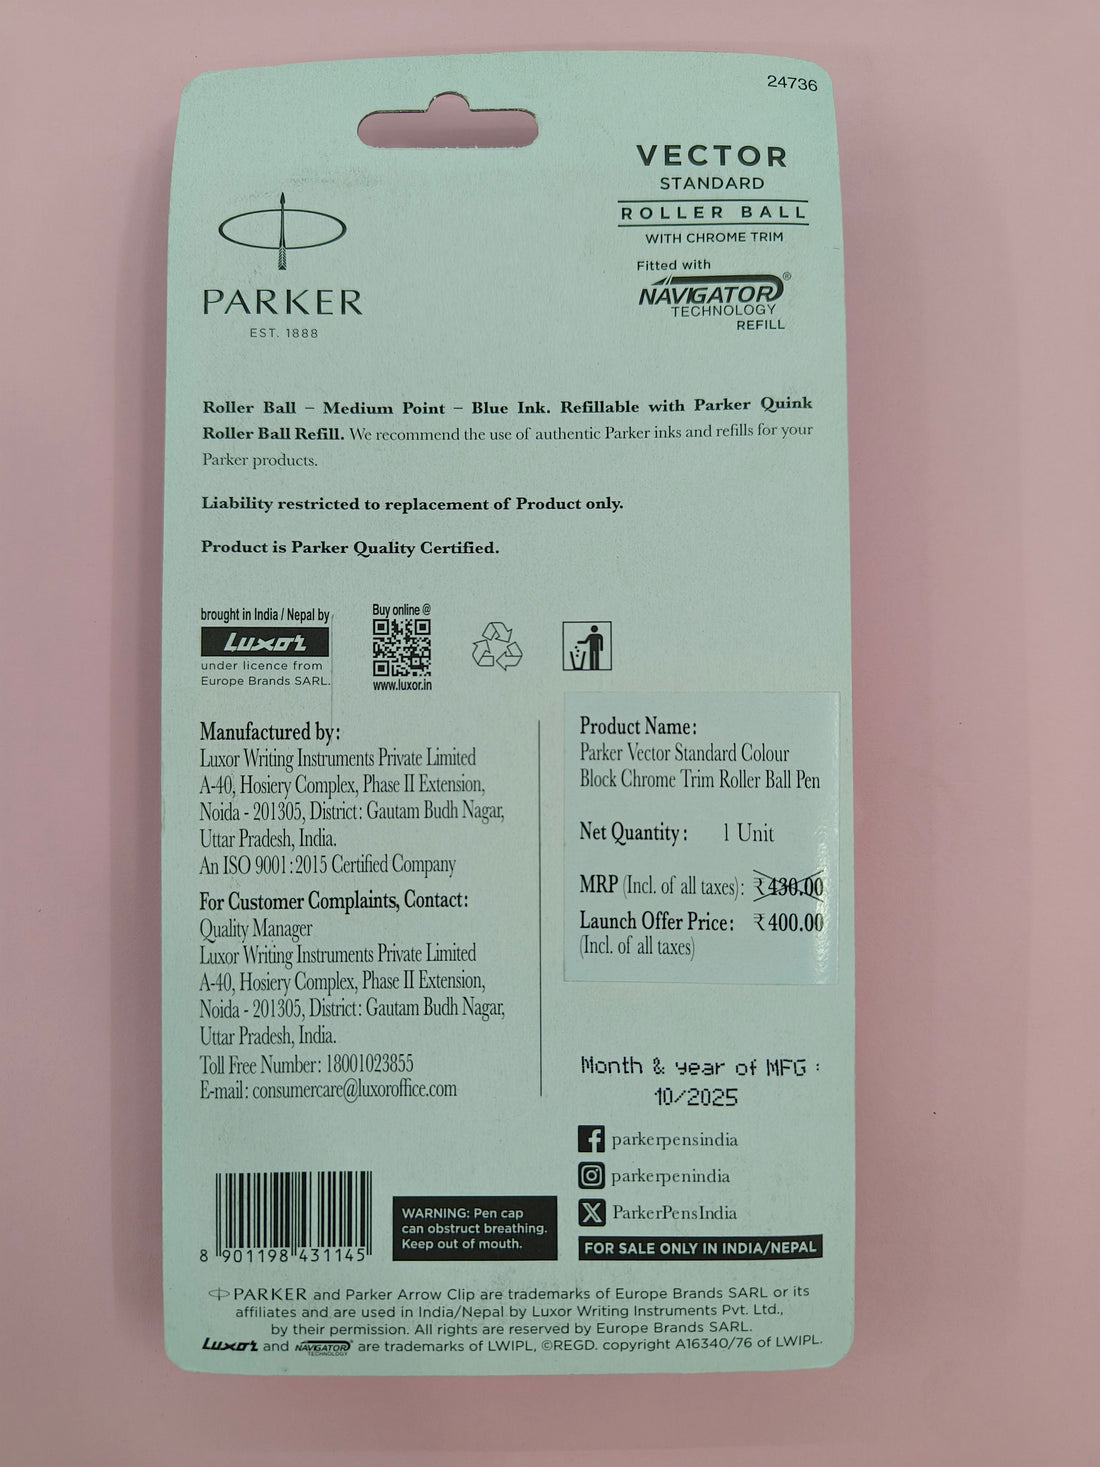 24736
VECTOR
STANDARD
ROLLER BALL
WITH CHROME TRIM
Fitted with
NAVIGATOR®
TECHNOLOGY
REFILL
PARKER
EST. 1888
Roller Ball – Medium Point – Blue Ink. Refillable with Parker Quink
Roller Ball Refill. We recommend the use of authentic Parker inks and refills for your
Parker products.
Liability restricted to replacement of Product only.
Product is Parker Quality Certified.
brought in India / Nepal by
Luxor
under licence from
Europe Brands SARL.
Buy online @
www.luxor.in
Manufactured by:
Luxor Writing Instruments Private Limited
A-40, Hosiery Complex, Phase II Extension,
Noida - 201305, District: Gautam Budh Nagar,
Uttar Pradesh, India.
An ISO 9001:2015 Certified Company
For Customer Complaints, Contact:
Quality Manager
Luxor Writing Instruments Private Limited
A-40, Hosiery Complex, Phase II Extension,
Noida - 201305, District: Gautam Budh Nagar,
Uttar Pradesh, India.
Toll Free Number: 18001023855
E-mail: consumercare@luxoroffice.com
Product Name:
Parker Vector Standard Colour
Block Chrome Trim Roller Ball Pen
Net Quantity: 1 Unit
MRP (Incl. of all taxes): ₹430.00
Launch Offer Price: ₹400.00
(Incl. of all taxes)
Month & year of MFG :
10/2025
parkerpensindia
parkerpenindia
ParkerPensIndia
FOR SALE ONLY IN INDIA/NEPAL
8 901198 431145
WARNING: Pen cap
can obstruct breathing.
Keep out of mouth.
PARKER and Parker Arrow Clip are trademarks of Europe Brands SARL or its
affiliates and are used in India/Nepal by Luxor Writing Instruments Pvt. Ltd.,
by their permission. All rights are reserved by Europe Brands SARL.
Luxor and NAVIGATOR TECHNOLOGY are trademarks of LWIPL, ©REGD. copyright A16340/76 of LWIPL.